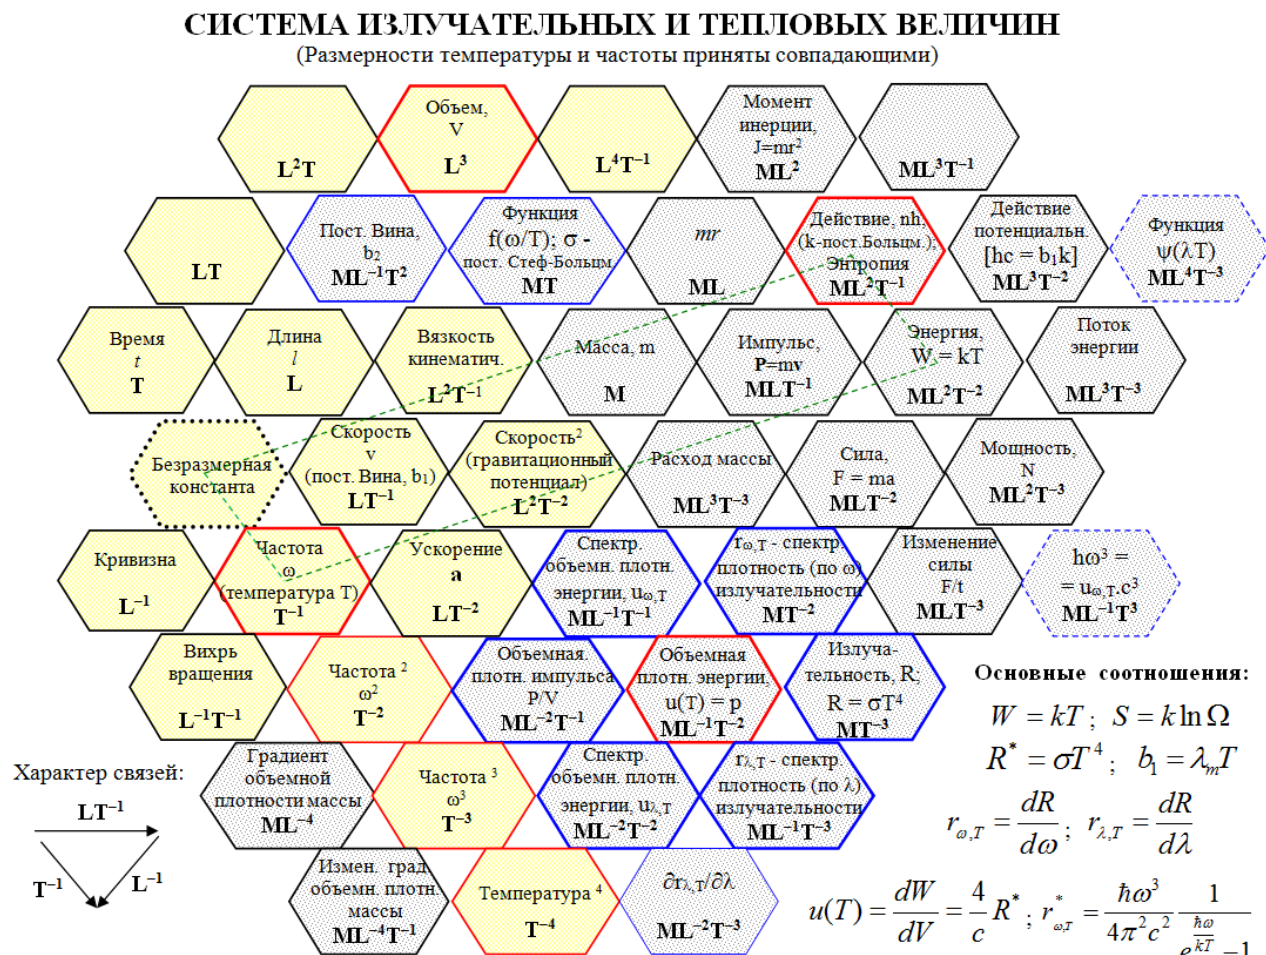 СИСТЕМА ИЗЛУЧАТЕЛЬНЫХ И ТЕПЛОВЫХ ВЕЛИЧИН
(Размерности температуры и частоты приняты совпадающими)
L²T
Объем,
V
L³
L⁴T⁻¹
Момент
инерции,
J=mr²
ML²
ML³T⁻¹
LT
Пост. Вина,
b₂
ML⁻¹T²
Функция
f(ω/T); σ -
пост. Стеф-Больцм.
MT
mr
ML
Действие, nh,
(k-пост.Больцм.);
Энтропия
ML²T⁻¹
Действие
потенциальн.
[hc = b₁k]
ML³T⁻²
Функция
ψ(λT)
ML⁴T⁻³
Время
t
T
Длина
l
L
Вязкость
кинематич.
L²T⁻¹
Масса, m
M
Импульс,
P=mv
MLT⁻¹
Энергия,
W = kT
ML²T⁻²
Поток
энергии
ML³T⁻³
Безразмерная
константа
Скорость
v
(пост. Вина, b₁)
LT⁻¹
Скорость²
(гравитационный
потенциал)
L²T⁻²
Расход массы
ML³T⁻³
Сила,
F = ma
MLT⁻²
Мощность,
N
ML²T⁻³
Кривизна
L⁻¹
Частота
ω
(температура T)
T⁻¹
Ускорение
a
LT⁻²
Спектр.
объемн. плотн.
энергии, uω,T
ML⁻¹T⁻¹
rω,T - спектр.
плотность (по ω)
излучательности
MT⁻²
Изменение
силы
F/t
MLT⁻³
hω³ =
= uω,T.c³
ML⁻¹T³
Вихрь
вращения
L⁻¹T⁻¹
Частота ²
ω²
T⁻²
Объемная.
плотн. импульса
P/V
ML⁻²T⁻¹
Объемная
плотн. энергии,
u(T) = p
ML⁻¹T⁻²
Излуча-
тельность, R;
R = σT⁴
MT⁻³
Основные соотношения:
W = kT ; S = k ln Ω
R* = σT⁴ ; b₁ = λₘT
rω,T = dR/dω ; rλ,T = dR/dλ
Градиент
объемной
плотности массы
ML⁻⁴
Частота ³
ω³
T⁻³
Спектр.
объемн. плотн.
энергии, uλ,T
ML⁻²T⁻²
rλ,T - спектр.
плотность (по λ)
излучательности
ML⁻¹T⁻³
Характер связей:
LT⁻¹
T⁻¹
L⁻¹
Измен. град.
объемн. плотн.
массы
ML⁻⁴T⁻¹
Температура ⁴
T⁻⁴
∂rλ,T/∂λ
ML⁻²T⁻³
u(T) = dW/dV = 4/c R* ; r*ω,T = ħω³/4π²c² 1/e^(ħω/kT) −1